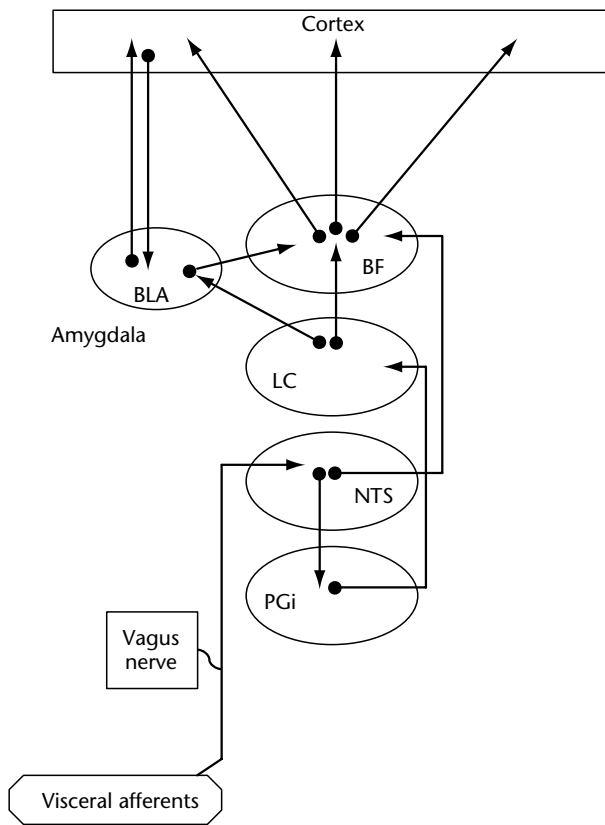 Cortex
BF
BLA
Amygdala
LC
NTS
PGi
Vagus
nerve
Visceral afferents